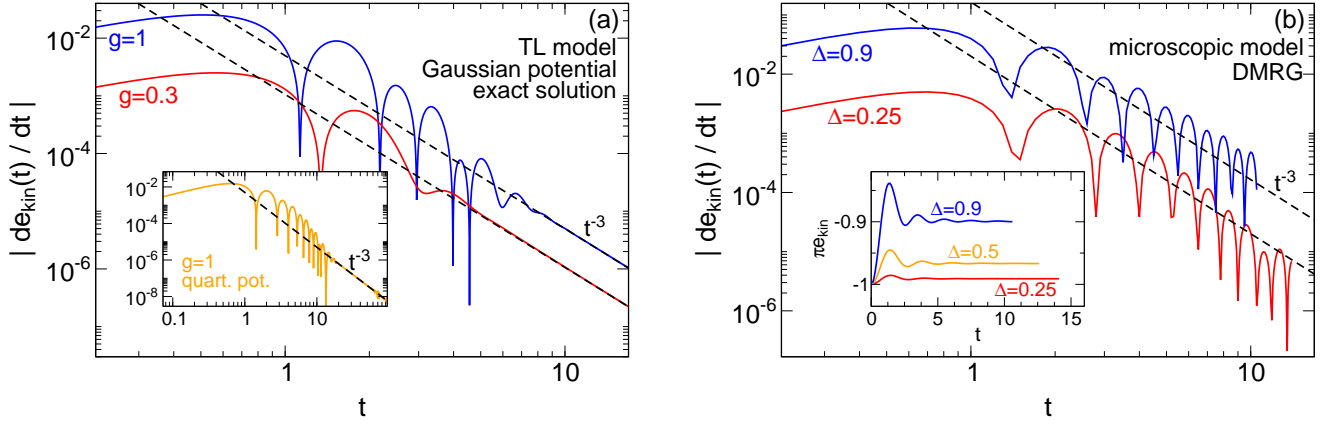 (a)
g=1
TL model
Gaussian potential
exact solution
g=0.3
| de_kin(t) / dt |
10^-2
10^-4
10^-6
t^-3
10^-2
10^-4
10^-6
10^-8
t^-3
g=1
quart. pot.
0.1
1
10
1
10
t
(b)
Δ=0.9
microscopic model
DMRG
Δ=0.25
| de_kin(t) / dt |
10^-2
10^-4
10^-6
t^-3
πe_kin
-0.9
-1
Δ=0.9
Δ=0.5
Δ=0.25
0
5
10
15
t
1
10
t